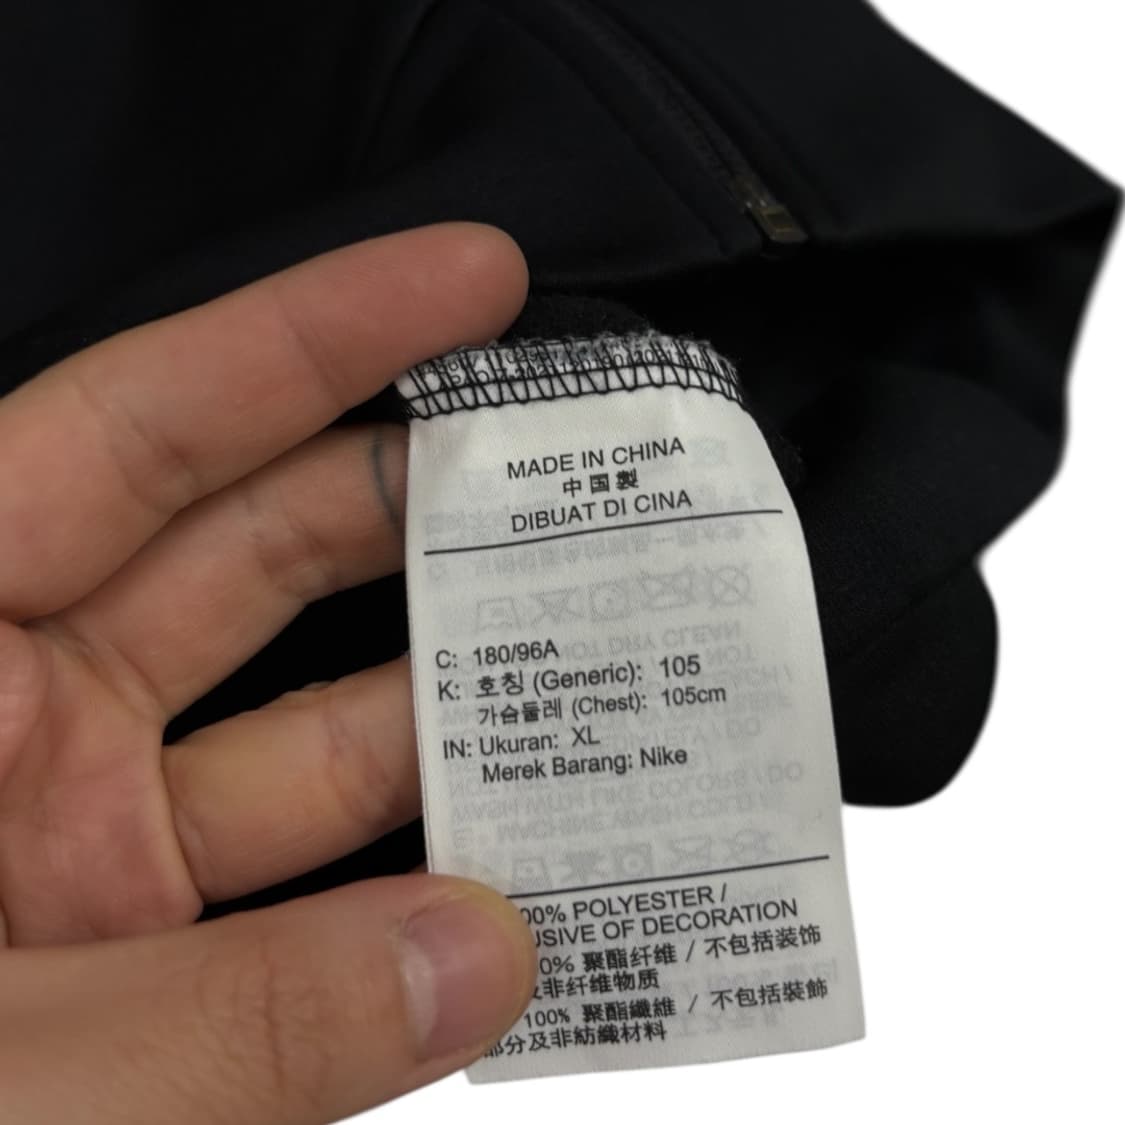 MADE IN CHINA
中国製
DIBUAT DI CINA
C: 180/96A
K: 호칭 (Generic): 105
가슴둘레 (Chest): 105cm
IN: Ukuran: XL
Merek Barang: Nike
00% POLYESTER /
USIVE OF DECORATION
0% 聚酯纤维 / 不包括装饰
及非纤维物质
100% 聚酯纖維 / 不包括裝飾
部分及非紡織材料